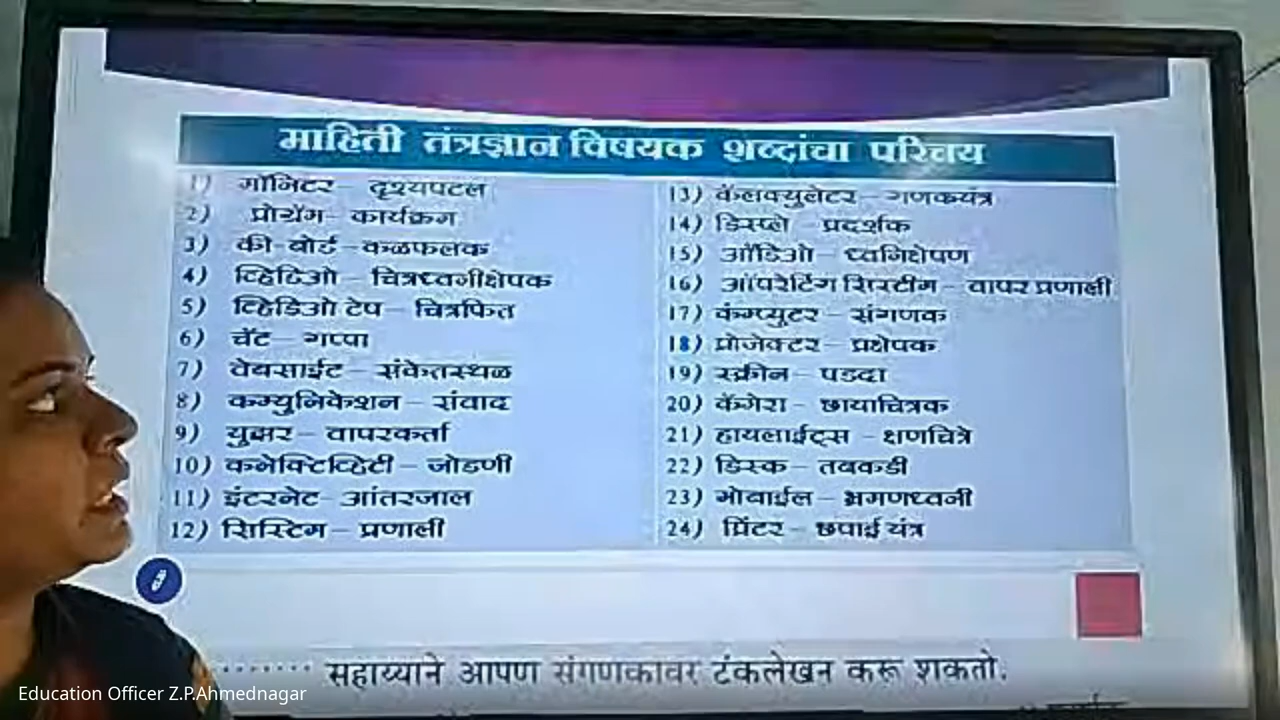 माहिती तंत्रज्ञान विषयक शब्दांचा परिचय
1) मॉनिटर – दृश्यपटल
2) प्रोग्रॅम– कार्यक्रम
3) की बोर्ड – कळफलक
4) व्हिडिओ – चित्रध्वनीक्षेपक
5) व्हिडिओ टेप – चित्रफित
6) चॅट – गप्पा
7) वेबसाईट – संकेतस्थळ
8) कम्युनिकेशन – संवाद
9) युझर – वापरकर्ता
10) कनेक्टिव्हिटी – जोडणी
11) इंटरनेट – आंतरजाल
12) सिस्टिम – प्रणाली
13) कॅलक्युलेटर – गणकयंत्र
14) डिस्प्ले – प्रदर्शक
15) ऑडिओ – ध्वनिक्षेपण
16) ऑपरेटिंग सिस्टीम – वापर प्रणाली
17) कंम्प्युटर – संगणक
18) प्रोजेक्टर – प्रक्षेपक
19) स्क्रीन – पडदा
20) कॅमेरा – छायाचित्रक
21) हायलाईट्स – क्षणचित्रे
22) डिस्क – तबकडी
23) मोबाईल – भ्रमणध्वनी
24) प्रिंटर – छपाई यंत्र
........ सहाय्याने आपण संगणकावर टंकलेखन करू शकतो.
Education Officer Z.P.Ahmednagar